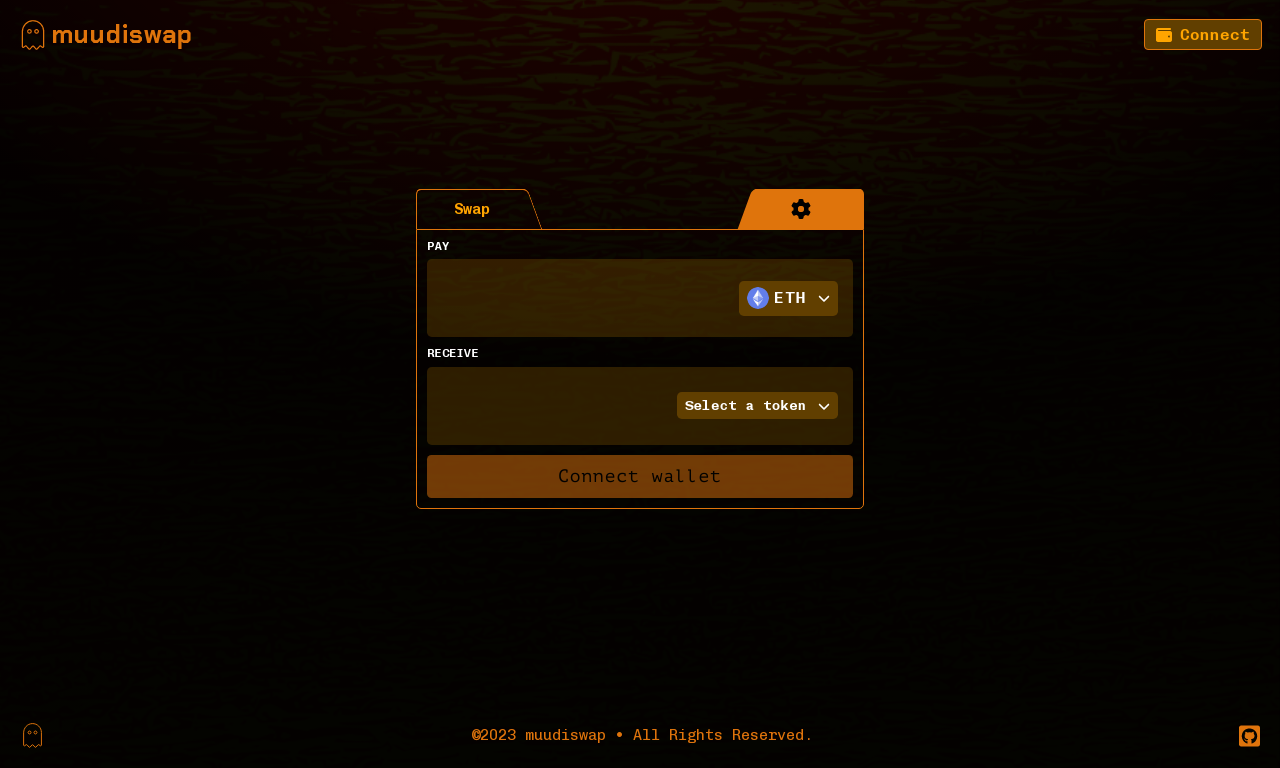 muudiswap
Connect
Swap
PAY
ETH
RECEIVE
Select a token
Connect wallet
©2023 muudiswap • All Rights Reserved.